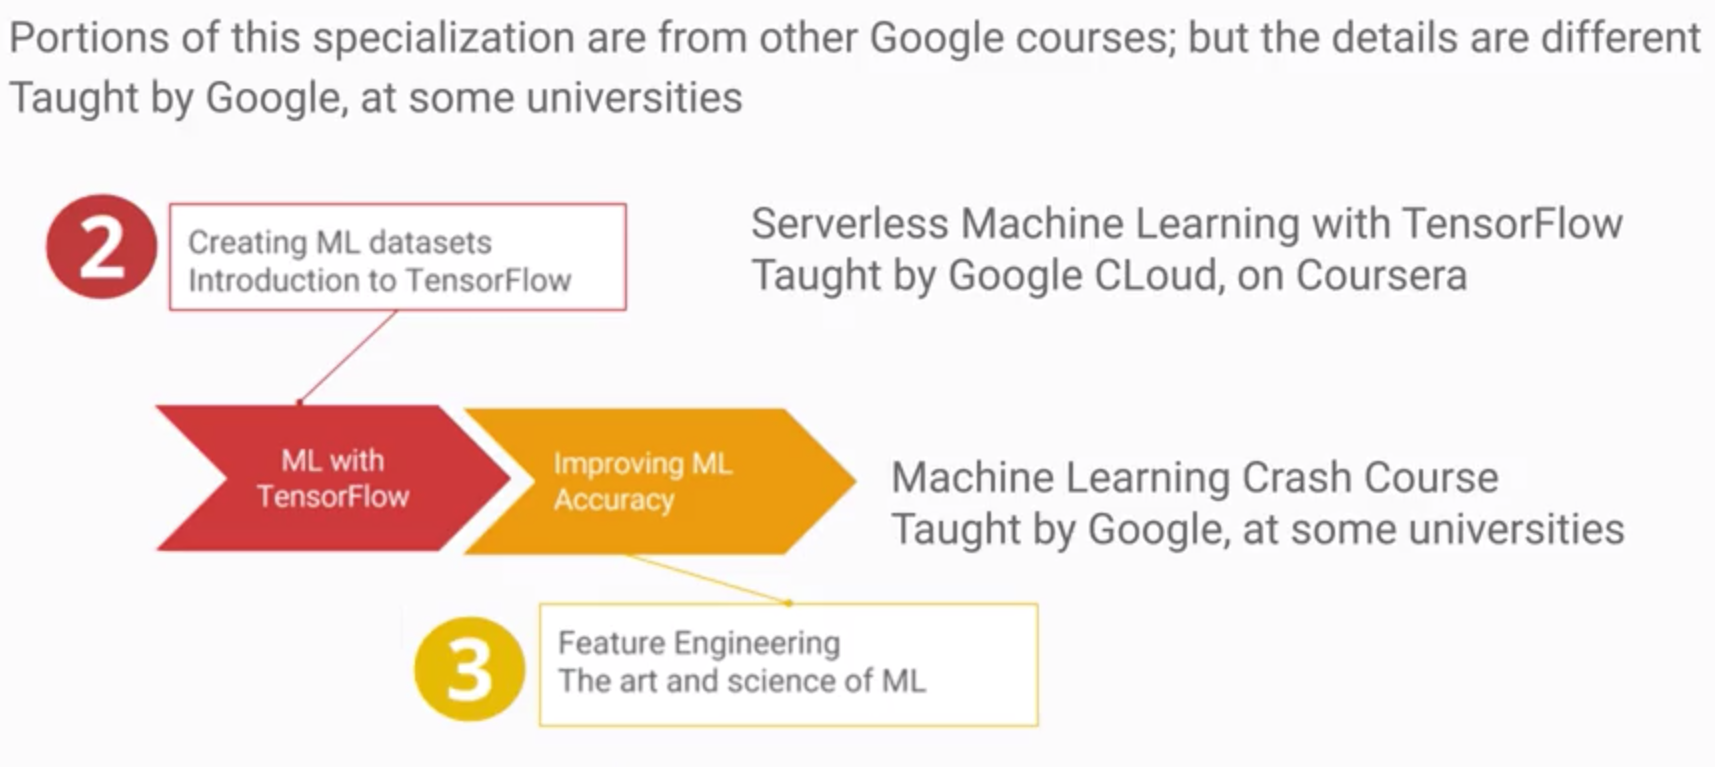 Portions of this specialization are from other Google courses; but the details are different
Taught by Google, at some universities
2
Creating ML datasets
Introduction to TensorFlow
Serverless Machine Learning with TensorFlow
Taught by Google CLoud, on Coursera
ML with
TensorFlow
Improving ML
Accuracy
Machine Learning Crash Course
Taught by Google, at some universities
3
Feature Engineering
The art and science of ML